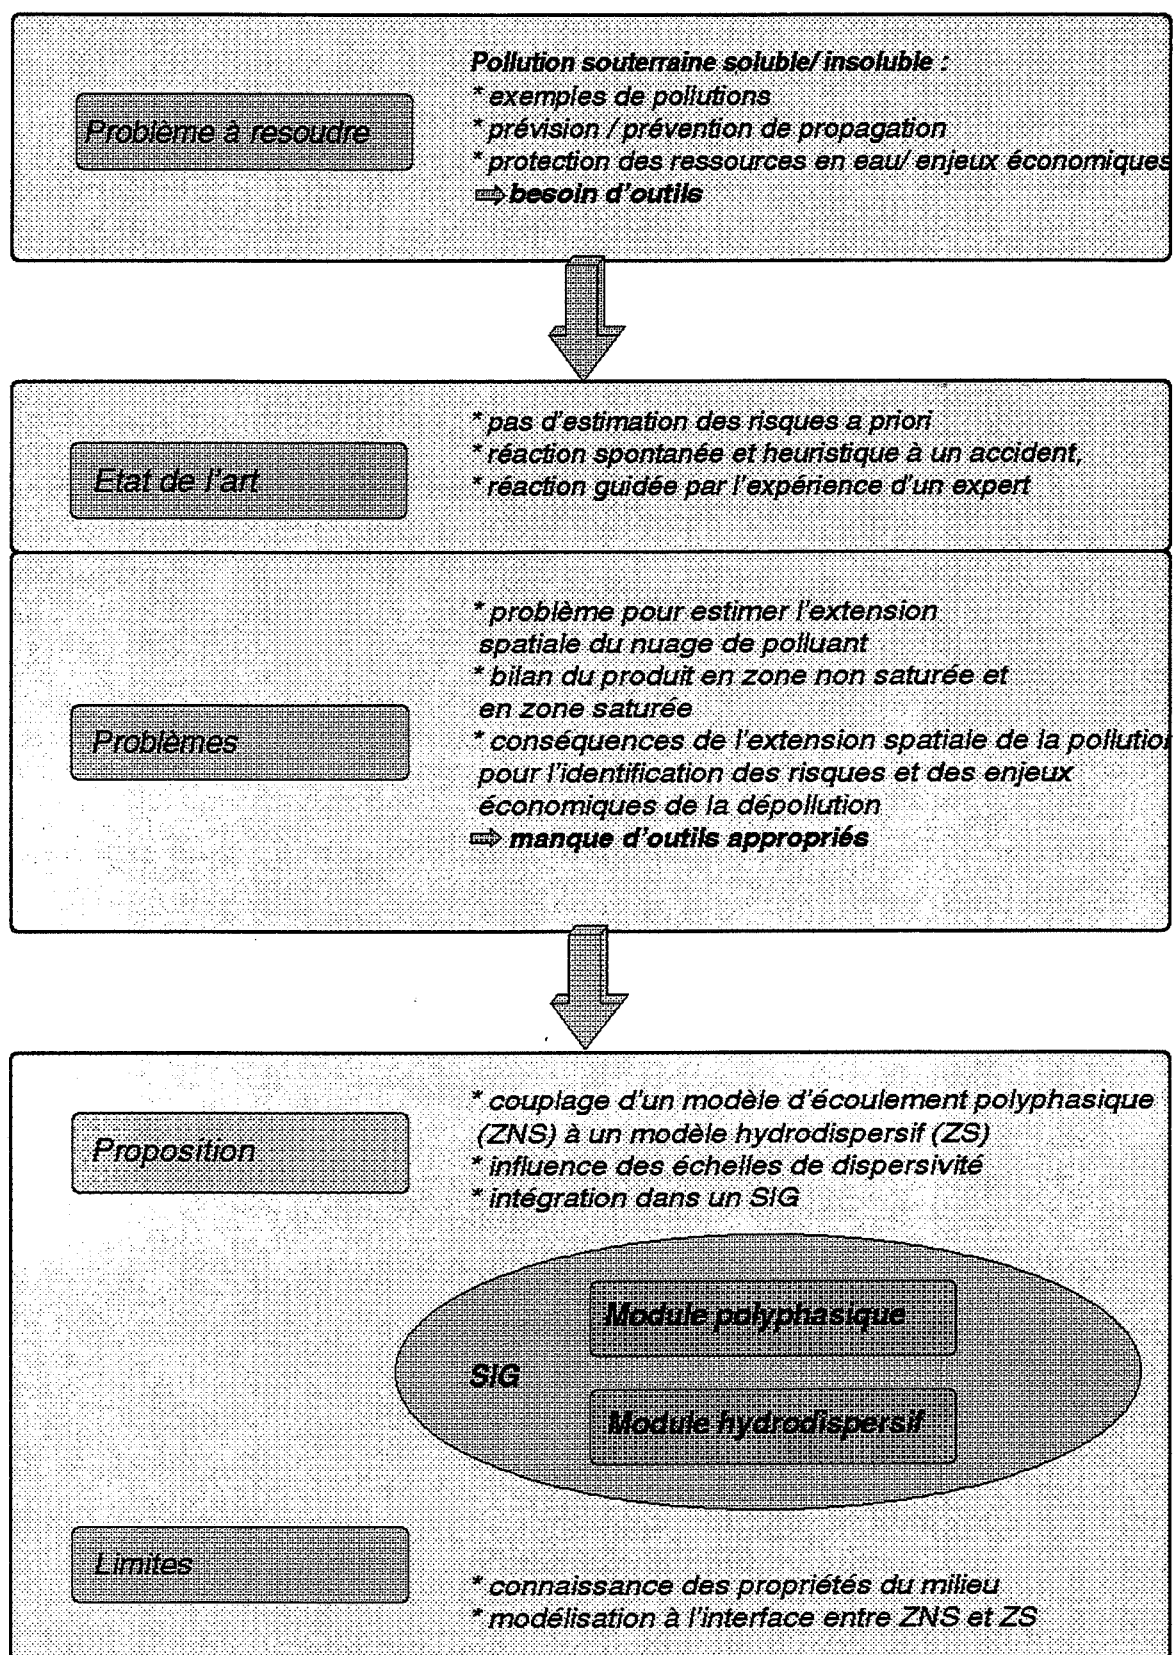 Problème à resoudre
Pollution souterraine soluble/ insoluble :
* exemples de pollutions
* prévision / prévention de propagation
* protection des ressources en eau/ enjeux économiques
⇨ besoin d'outils
Etat de l'art
* pas d'estimation des risques a priori
* réaction spontanée et heuristique à un accident,
* réaction guidée par l'expérience d'un expert
Problèmes
* problème pour estimer l'extension
spatiale du nuage de polluant
* bilan du produit en zone non saturée et
en zone saturée
* conséquences de l'extension spatiale de la pollution
pour l'identification des risques et des enjeux
économiques de la dépollution
⇨ manque d'outils appropriés
Proposition
* couplage d'un modèle d'écoulement polyphasique
(ZNS) à un modèle hydrodispersif (ZS)
* influence des échelles de dispersivité
* intégration dans un SIG
Module polyphasique
SIG
Module hydrodispersif
Limites
* connaissance des propriétés du milieu
* modélisation à l'interface entre ZNS et ZS